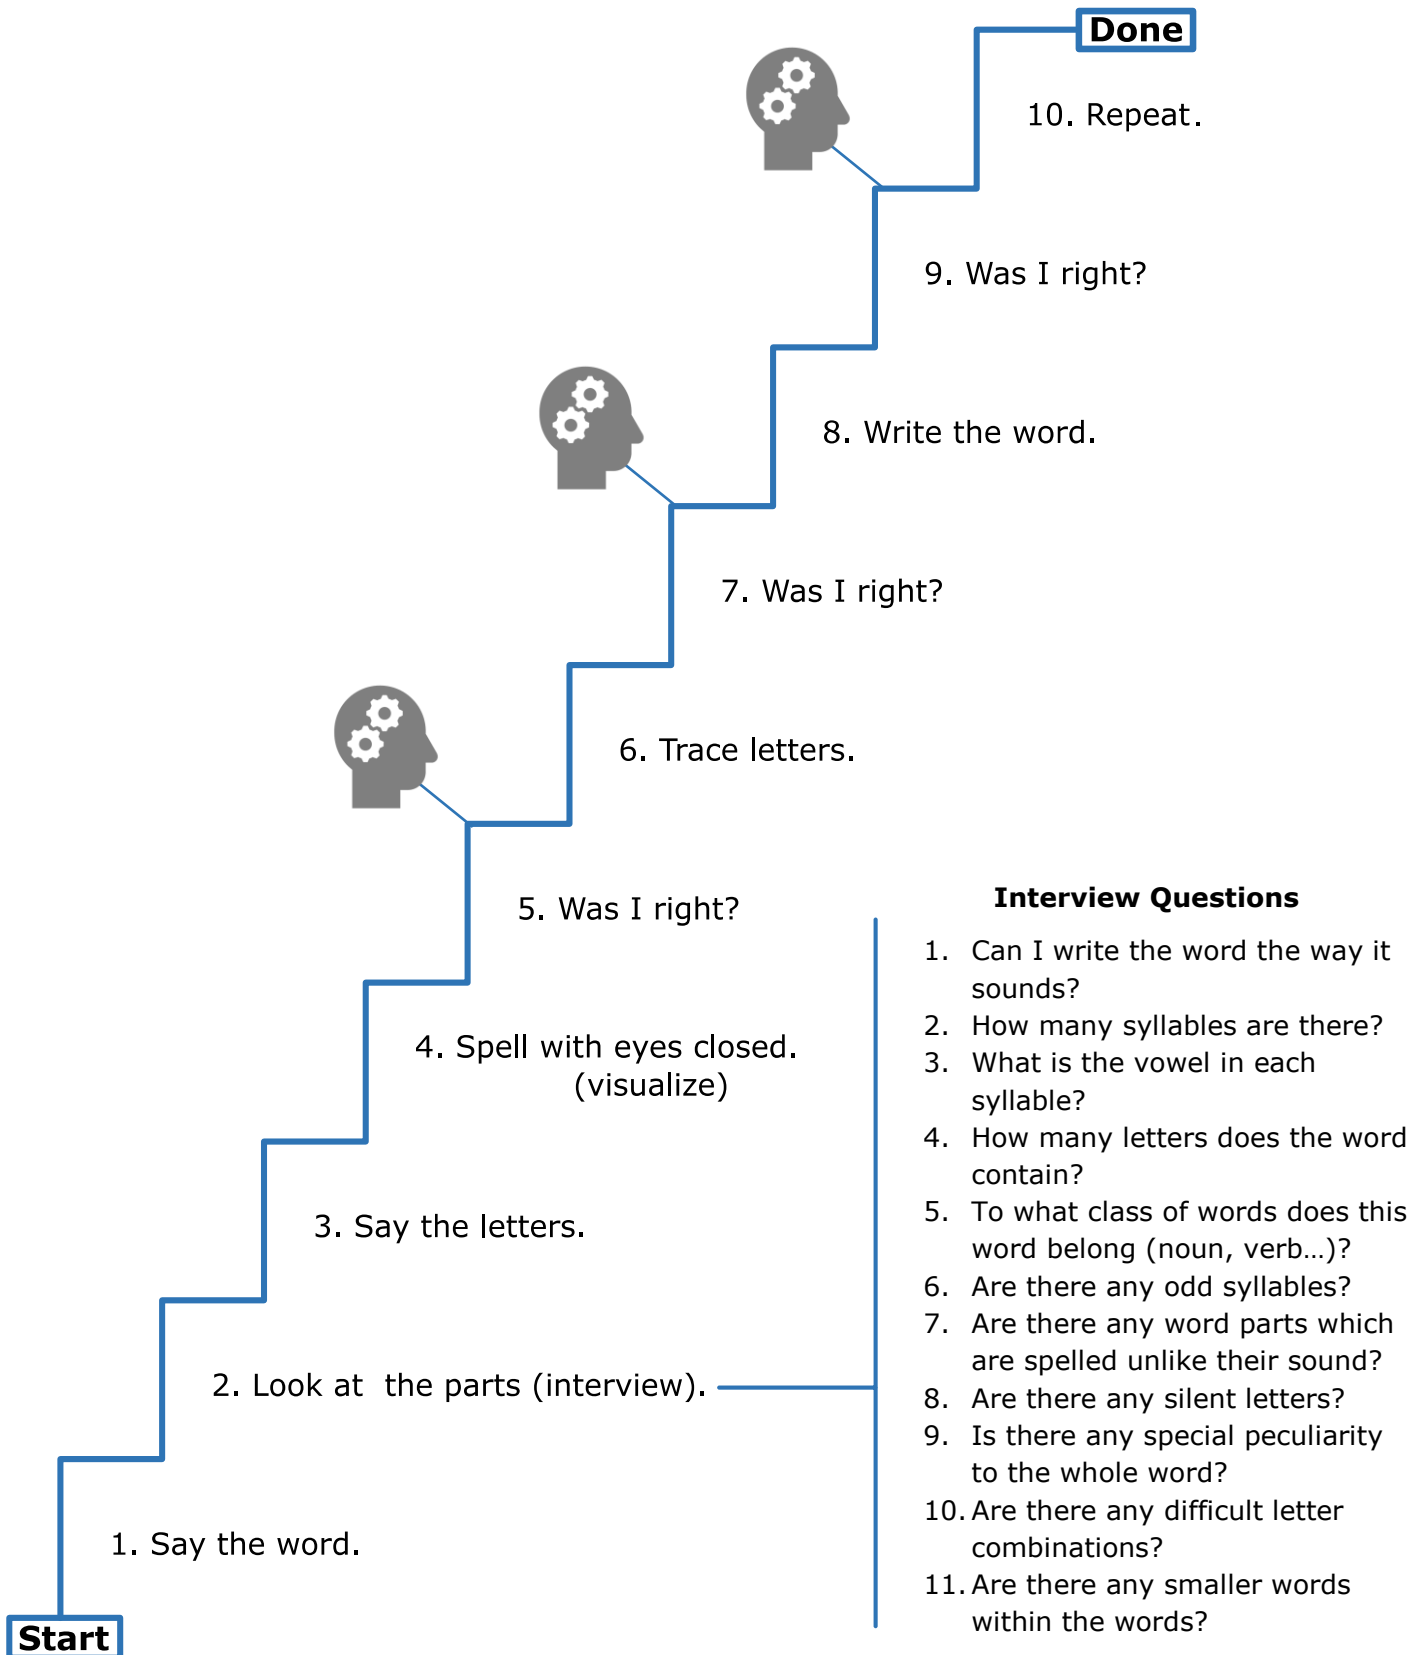 Done
10. Repeat.
9. Was I right?
8. Write the word.
7. Was I right?
6. Trace letters.
5. Was I right?
4. Spell with eyes closed.
(visualize)
3. Say the letters.
2. Look at  the parts (interview).
1. Say the word.
Start
Interview Questions
1. Can I write the word the way it
sounds?
2. How many syllables are there?
3. What is the vowel in each
syllable?
4. How many letters does the word
contain?
5. To what class of words does this
word belong (noun, verb…)?
6. Are there any odd syllables?
7. Are there any word parts which
are spelled unlike their sound?
8. Are there any silent letters?
9. Is there any special peculiarity
to the whole word?
10. Are there any difficult letter
combinations?
11. Are there any smaller words
within the words?